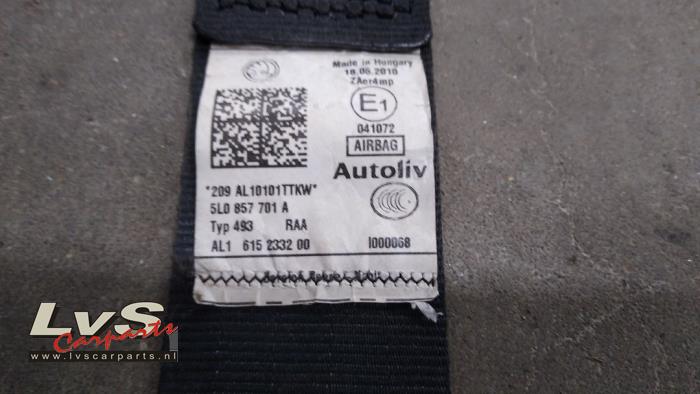 Made in Hungary
18.06.2010
ZAer4mp
E1
041072
AIRBAG
Autoliv
*209 AL10101TTKW*
5L0 857 701 A
Typ 493 RAA
AL1 615 2332 00 I000068
LvS
Carparts
www.lvscarparts.nl